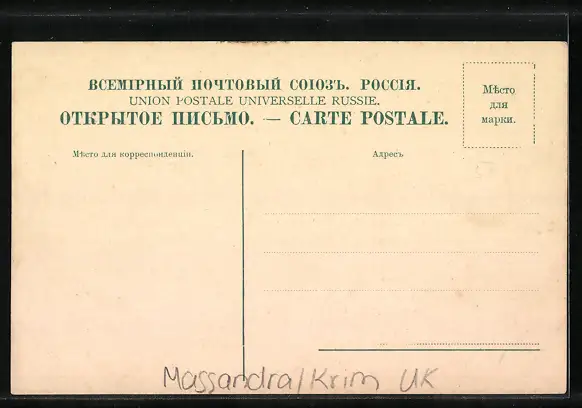 ВСЕМІРНЫЙ ПОЧТОВЫЙ СОЮЗЪ. РОССІЯ.
UNION POSTALE UNIVERSELLE RUSSIE.
ОТКРЫТОЕ ПИСЬМО. — CARTE POSTALE.
Мѣсто
для
марки.
Мѣсто для корреспонденціи.
Адресъ
Massandra/Krim UK